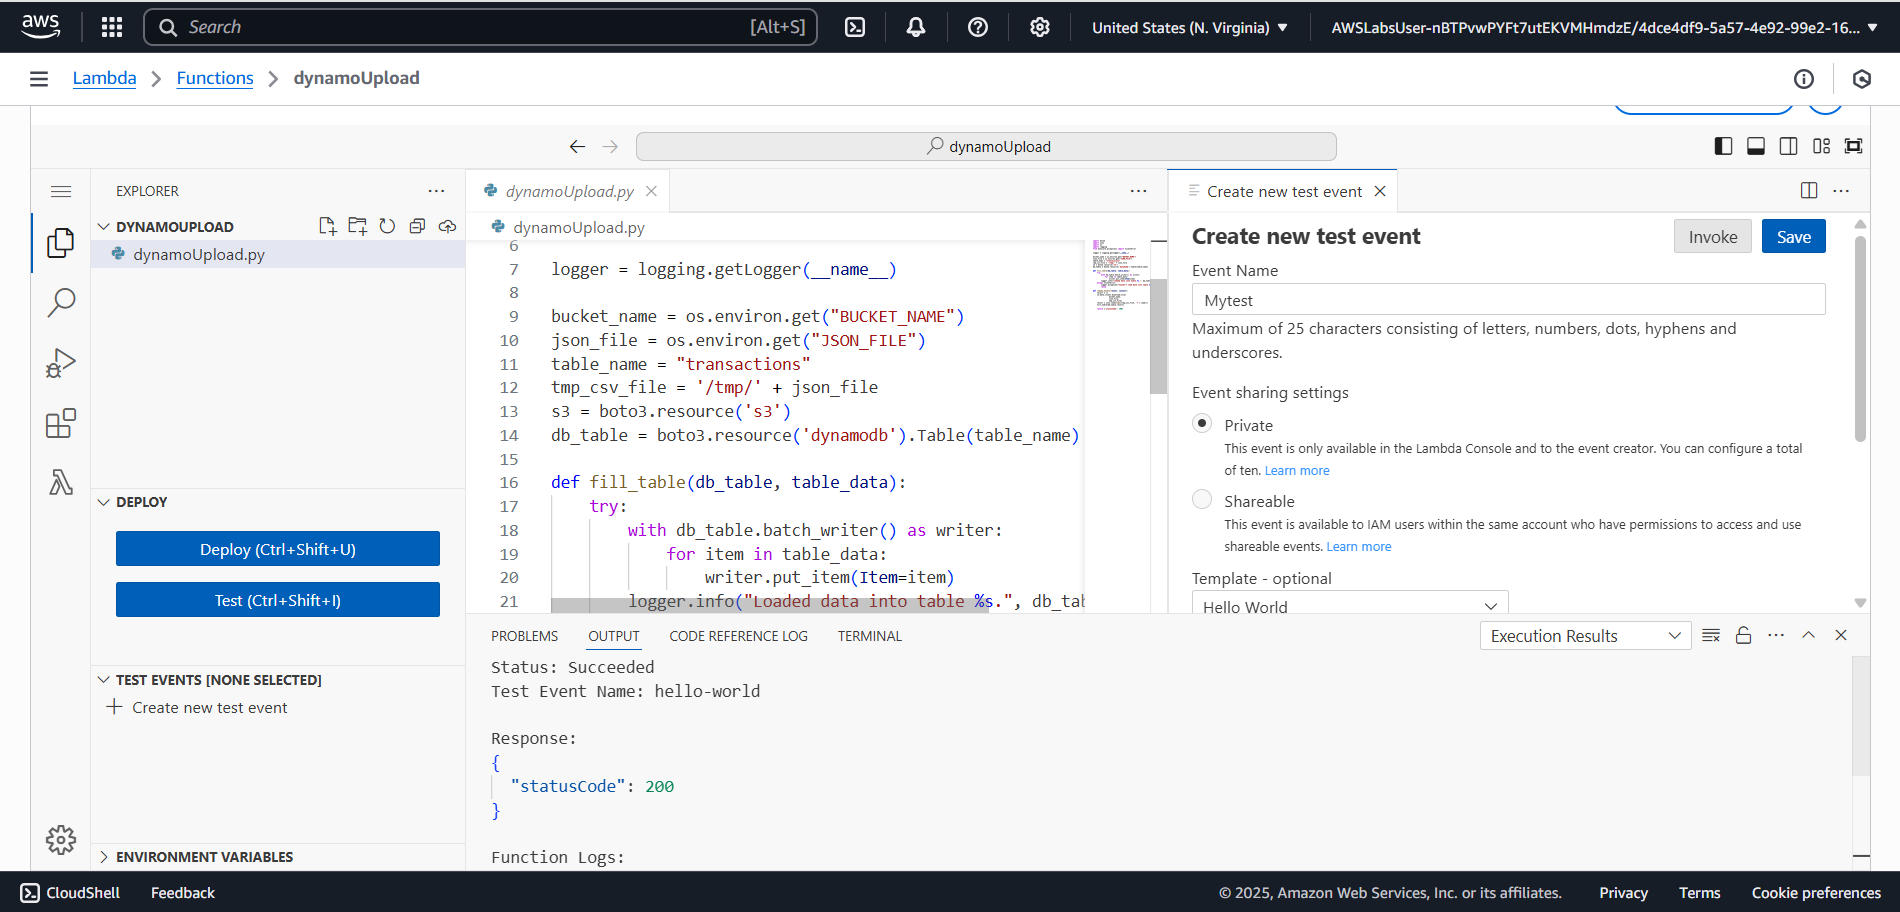 aws
Search
[Alt+S]
United States (N. Virginia)
AWSLabsUser-nBTPvwPYFt7utEKVMHmdzE/4dce4df9-5a57-4e92-99e2-16...
Lambda
Functions
dynamoUpload
dynamoUpload
EXPLORER
DYNAMOUPLOAD
dynamoUpload.py
DEPLOY
Deploy (Ctrl+Shift+U)
Test (Ctrl+Shift+I)
TEST EVENTS [NONE SELECTED]
Create new test event
ENVIRONMENT VARIABLES
dynamoUpload.py
dynamoUpload.py
6
7 logger = logging.getLogger(__name__)
8
9 bucket_name = os.environ.get("BUCKET_NAME")
10 json_file = os.environ.get("JSON_FILE")
11 table_name = "transactions"
12 tmp_csv_file = '/tmp/' + json_file
13 s3 = boto3.resource('s3')
14 db_table = boto3.resource('dynamodb').Table(table_name)
15
16 def fill_table(db_table, table_data):
17 try:
18 with db_table.batch_writer() as writer:
19 for item in table_data:
20 writer.put_item(Item=item)
21 logger.info("Loaded data into table %s.", db_tab
Create new test event
Create new test event
Invoke
Save
Event Name
Mytest
Maximum of 25 characters consisting of letters, numbers, dots, hyphens and
underscores.
Event sharing settings
Private
This event is only available in the Lambda Console and to the event creator. You can configure a total
of ten. Learn more
Shareable
This event is available to IAM users within the same account who have permissions to access and use
shareable events. Learn more
Template - optional
Hello World
PROBLEMS
OUTPUT
CODE REFERENCE LOG
TERMINAL
Execution Results
Status: Succeeded
Test Event Name: hello-world
Response:
{
"statusCode": 200
}
Function Logs:
CloudShell
Feedback
© 2025, Amazon Web Services, Inc. or its affiliates.
Privacy
Terms
Cookie preferences